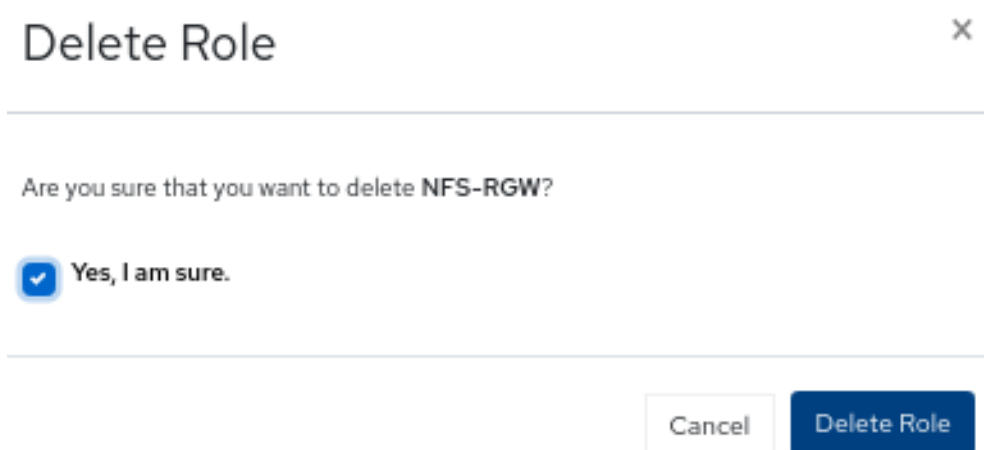 Delete Role
×
Are you sure that you want to delete NFS-RGW?
Yes, I am sure.
Cancel
Delete Role